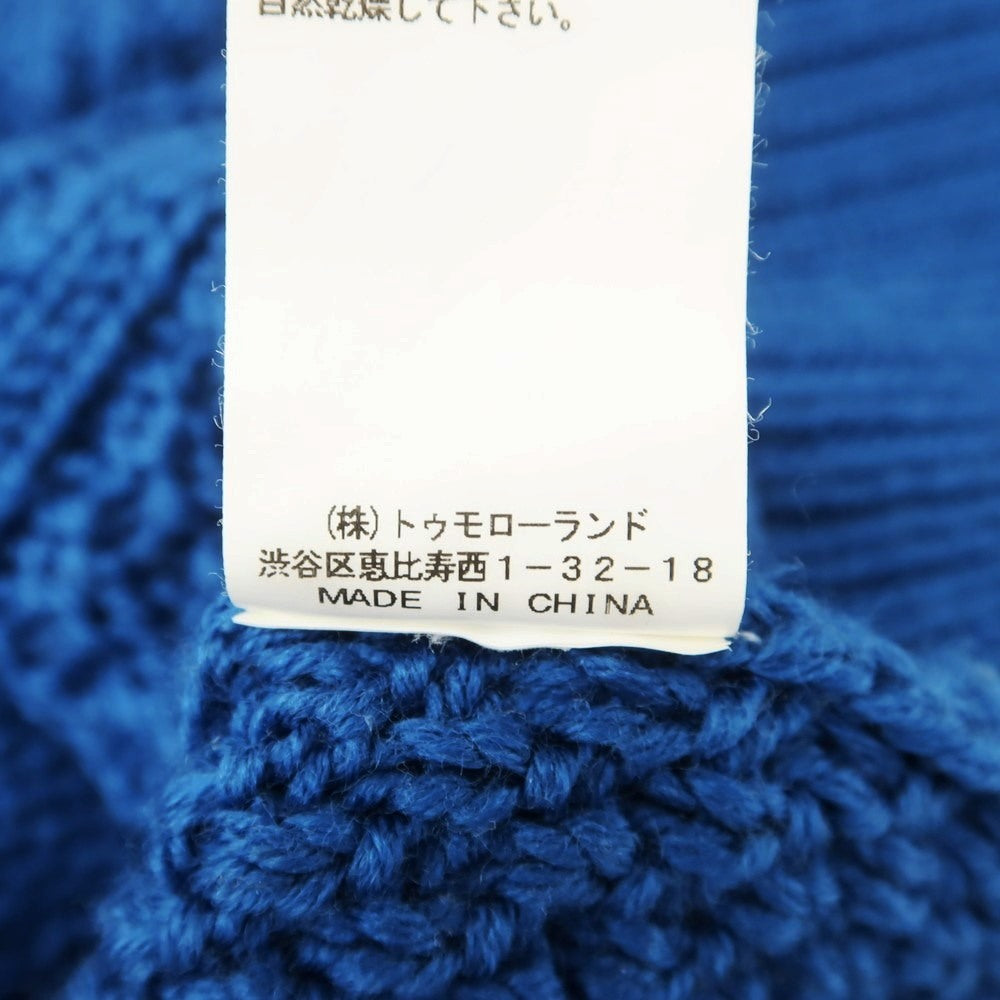 自然乾燥して下さい。
(株)トゥモローランド
渋谷区恵比寿西1-32-18
MADE IN CHINA